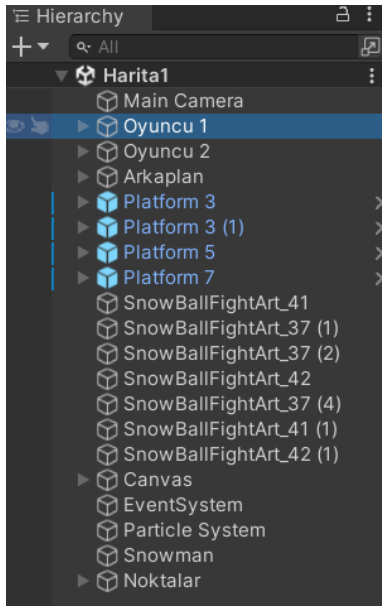 Hierarchy
All
Harita1
Main Camera
Oyuncu 1
Oyuncu 2
Arkaplan
Platform 3
Platform 3 (1)
Platform 5
Platform 7
SnowBallFightArt_41
SnowBallFightArt_37 (1)
SnowBallFightArt_37 (2)
SnowBallFightArt_42
SnowBallFightArt_37 (4)
SnowBallFightArt_41 (1)
SnowBallFightArt_42 (1)
Canvas
EventSystem
Particle System
Snowman
Noktalar